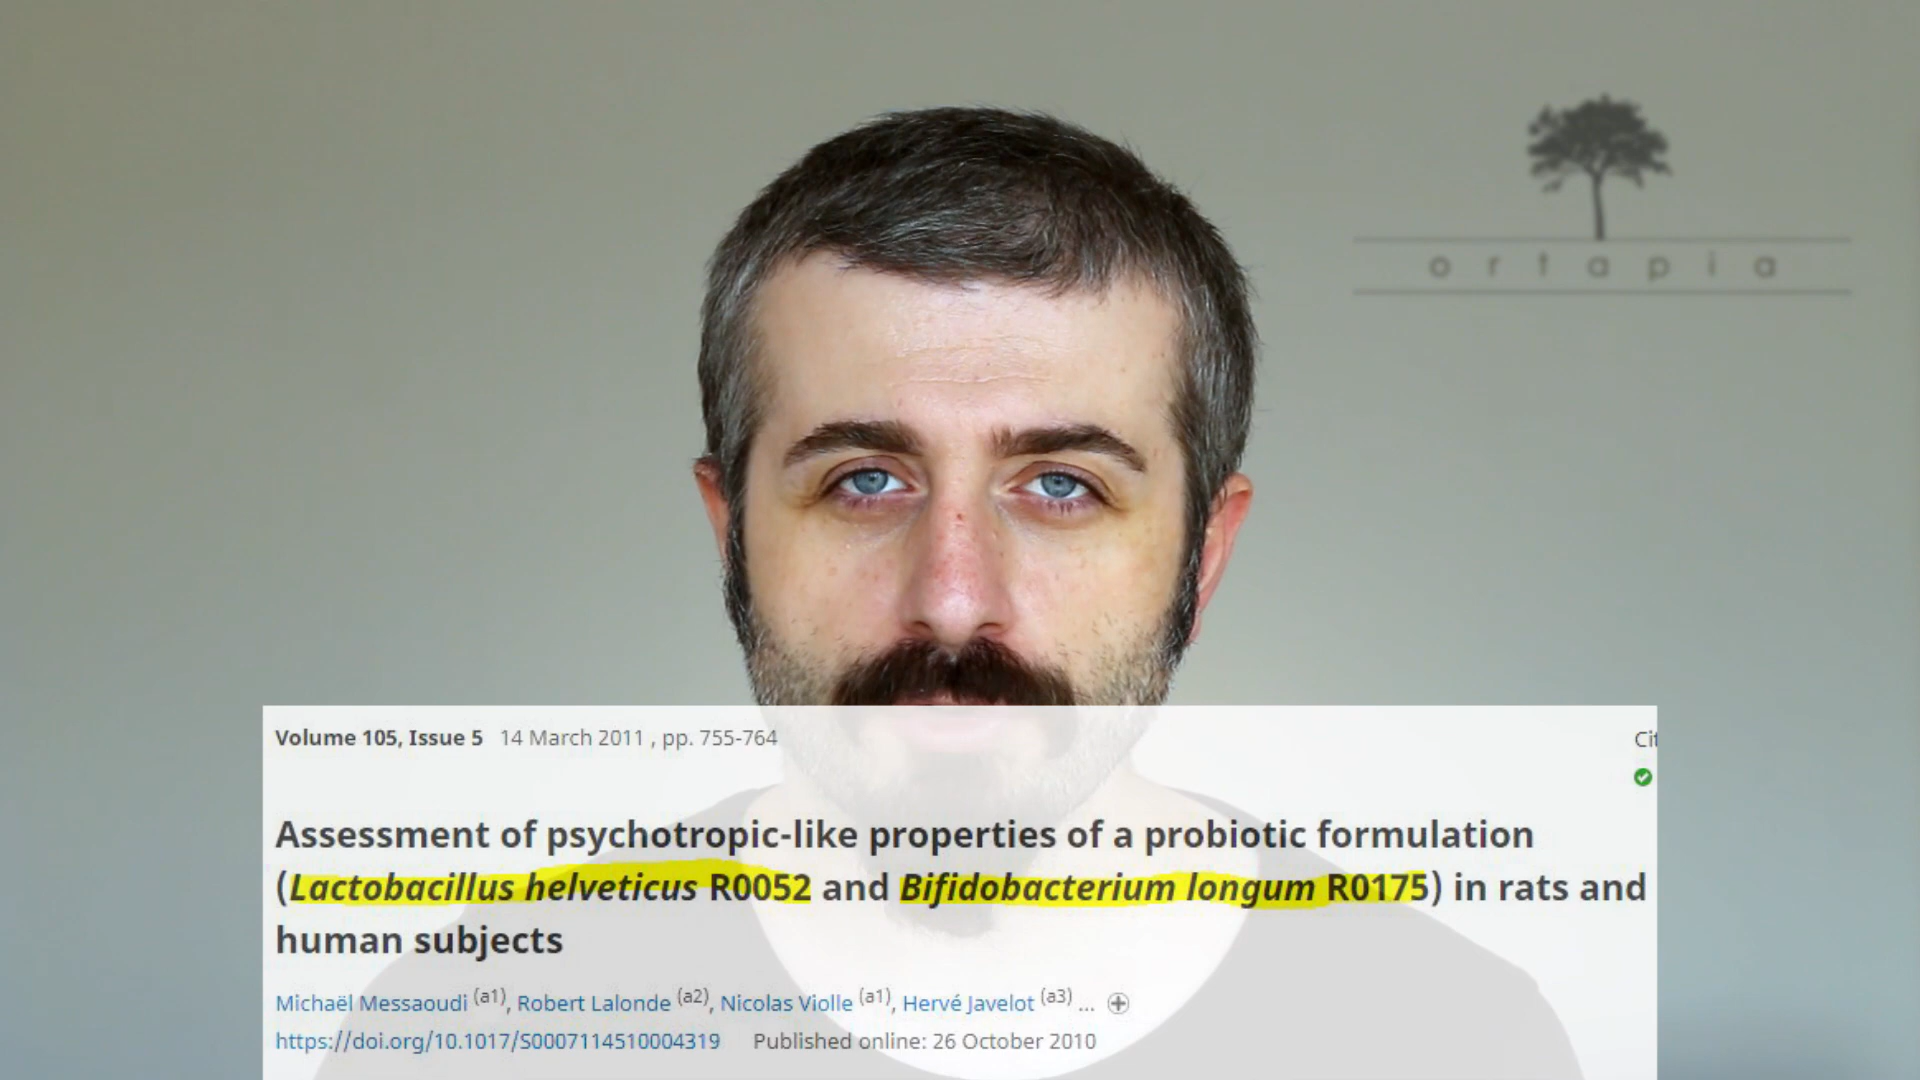 ortapia
Volume 105, Issue 5 14 March 2011 , pp. 755-764
Cit
Assessment of psychotropic-like properties of a probiotic formulation
(Lactobacillus helveticus R0052 and Bifidobacterium longum R0175) in rats and
human subjects
Michaël Messaoudi (a1), Robert Lalonde (a2), Nicolas Violle (a1), Hervé Javelot (a3) ...
https://doi.org/10.1017/S0007114510004319 Published online: 26 October 2010